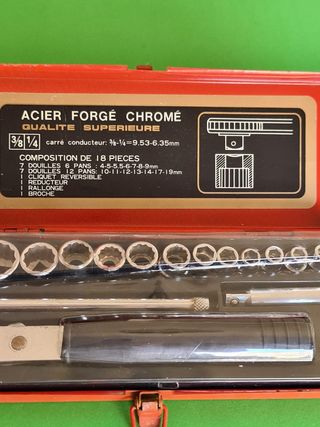 ACIER FORGÉ CHROMÉ
QUALITE SUPERIEURE
3/8 1/4 carré conducteur: 3/8-1/4=9.53-6.35mm
COMPOSITION DE 18 PIECES
7 DOUILLES 6 PANS : 4-5-5.5-6-7-8-9mm
7 DOUILLES 12 PANS : 10-11-12-13-14-17-19mm
1 CLIQUET REVERSIBLE
1 REDUCTEUR
1 RALLONGE
1 BROCHE